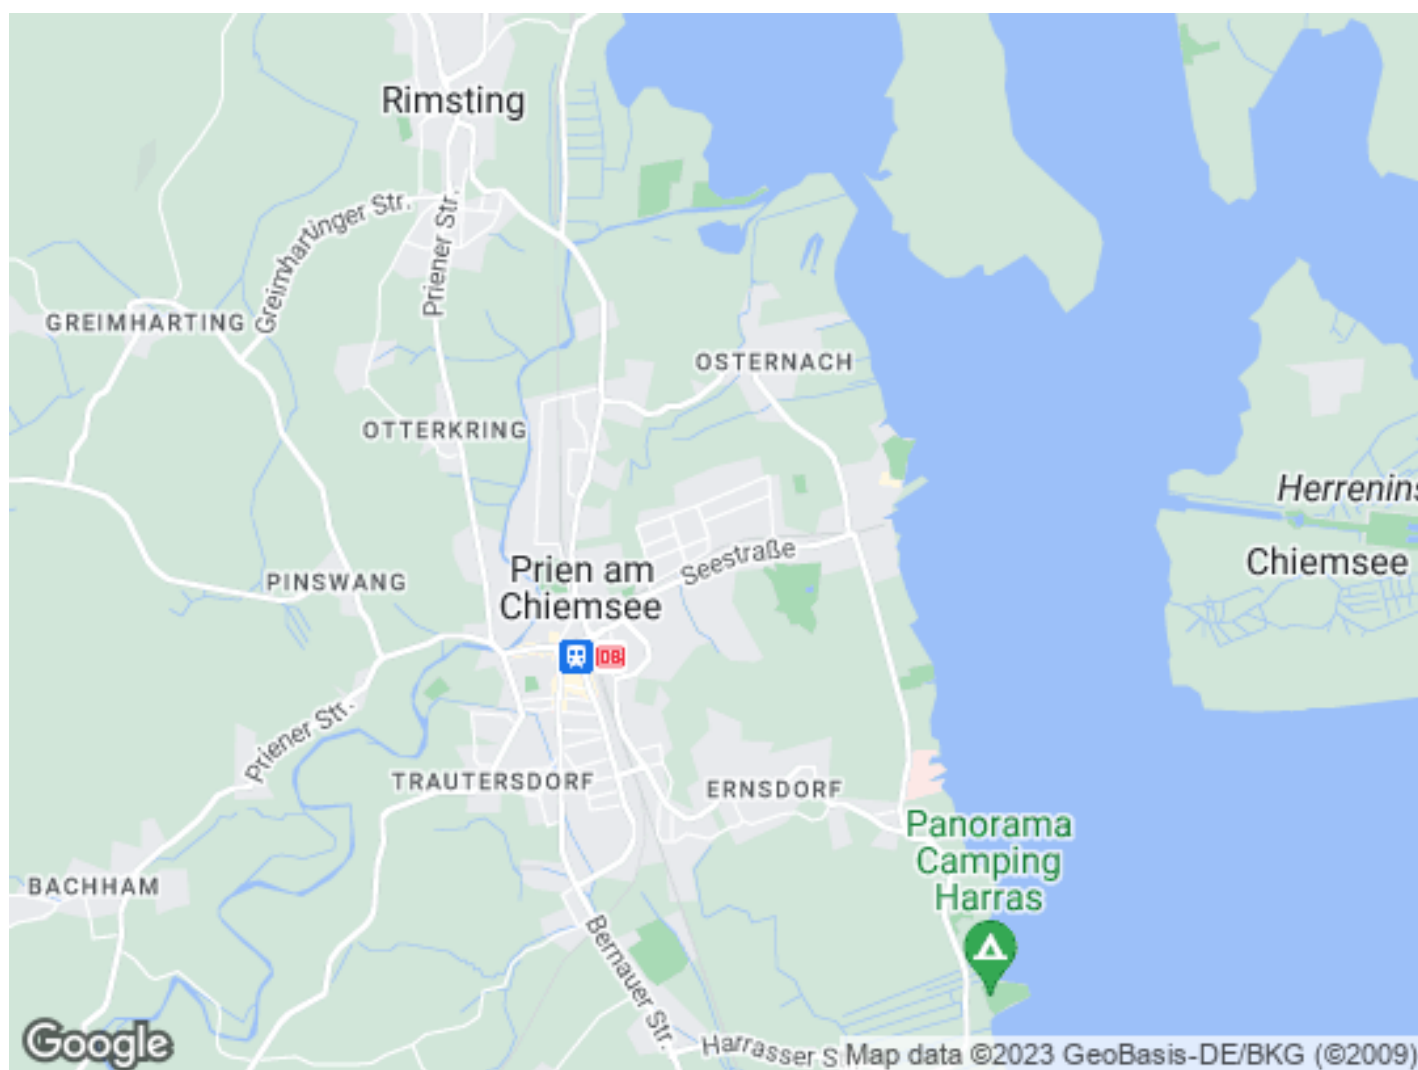 Rimsting
Greimhartinger Str.
Priener Str.
GREIMHARTING
OSTERNACH
OTTERKRING
Herrenins
Seestraße
Chiemsee
Prien am
Chiemsee
PINSWANG
DB
Priener Str.
TRAUTERSDORF
ERNSDORF
Panorama
Camping
Harras
BACHHAM
Bernauer Str.
Harrasser S
Google
Map data ©2023 GeoBasis-DE/BKG (©2009)